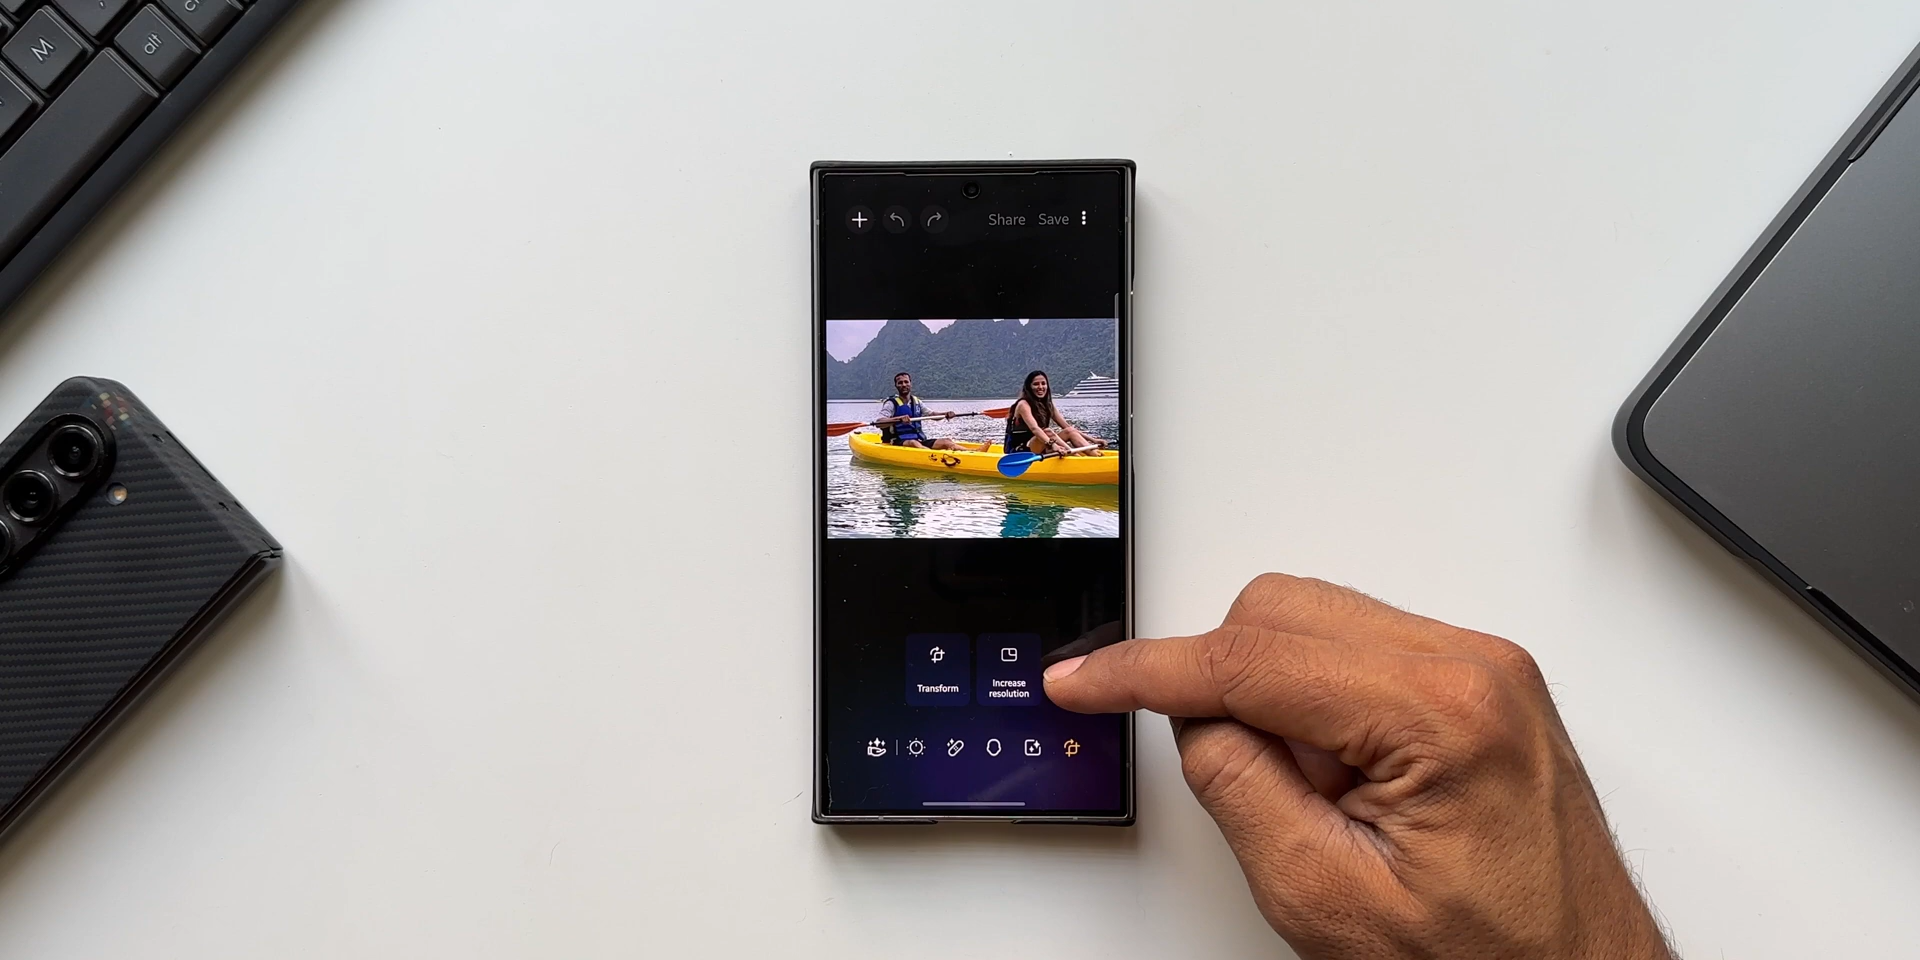 M
alt
Share Save
Transform
Increase
resolution